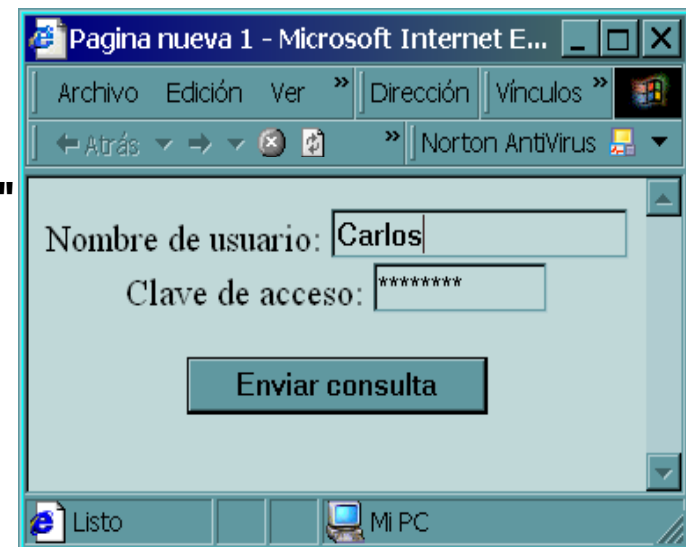 Pagina nueva 1 - Microsoft Internet E...
Archivo Edición Ver » Dirección Vínculos »
Atrás » Norton AntiVirus
"
Nombre de usuario: Carlos
Clave de acceso: ********
Enviar consulta
Listo Mi PC